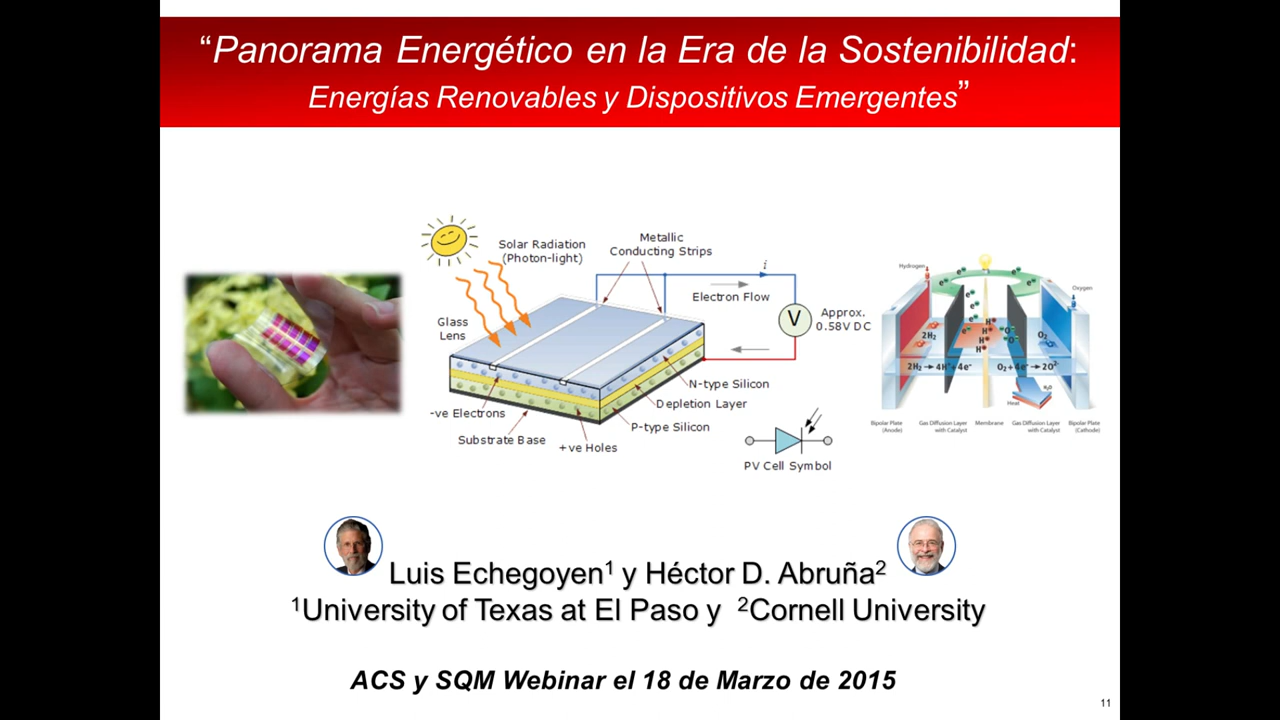 “Panorama Energético en la Era de la Sostenibilidad:
Energías Renovables y Dispositivos Emergentes”
Solar Radiation
(Photon-light)
Metallic
Conducting Strips
i
Electron Flow
Glass
Lens
V
Approx.
0.58V DC
N-type Silicon
Depletion Layer
P-type Silicon
-ve Electrons
Substrate Base
+ve Holes
PV Cell Symbol
Hydrogen
Oxygen
e⁻
e⁻
e⁻
e⁻
e⁻
e⁻
H⁺
H⁺
H⁺
H⁺
2H₂
O₂
2H₂ → 4H⁺+ 4e⁻
O₂+ 4e⁻ → 2O²⁻
H₂O
Heat
Bipolar Plate
(Anode)
Gas Diffusion Layer
with Catalyst
Membrane
Gas Diffusion Layer
with Catalyst
Bipolar Plate
(Cathode)
Luis Echegoyen¹ y Héctor D. Abruña²
¹University of Texas at El Paso y ²Cornell University
ACS y SQM Webinar el 18 de Marzo de 2015
11